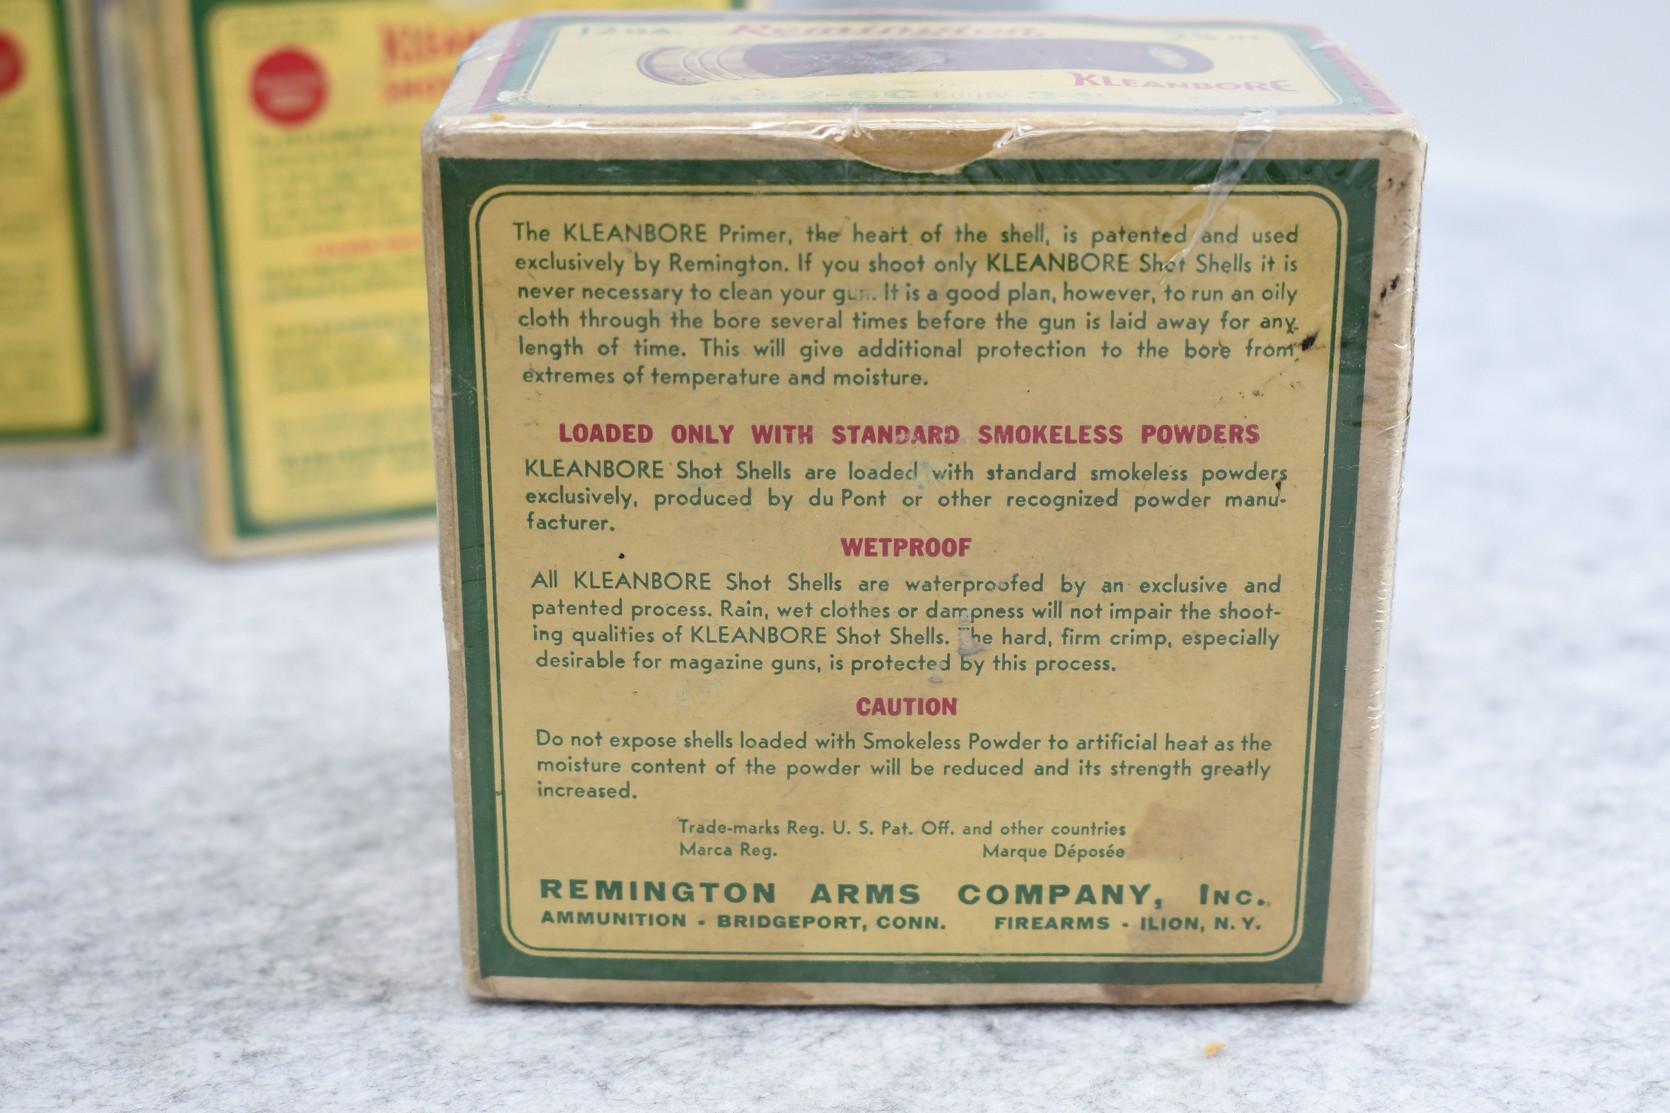 12 GA. Remington.
KLEANBORE
The KLEANBORE Primer, the heart of the shell, is patented and used
exclusively by Remington. If you shoot only KLEANBORE Shot Shells it is
never necessary to clean your gun. It is a good plan, however, to run an oily
cloth through the bore several times before the gun is laid away for any
length of time. This will give additional protection to the bore from
extremes of temperature and moisture.
LOADED ONLY WITH STANDARD SMOKELESS POWDERS
KLEANBORE Shot Shells are loaded with standard smokeless powders
exclusively, produced by du Pont or other recognized powder manu-
facturer.
WETPROOF
All KLEANBORE Shot Shells are waterproofed by an exclusive and
patented process. Rain, wet clothes or dampness will not impair the shoot-
ing qualities of KLEANBORE Shot Shells. The hard, firm crimp, especially
desirable for magazine guns, is protected by this process.
CAUTION
Do not expose shells loaded with Smokeless Powder to artificial heat as the
moisture content of the powder will be reduced and its strength greatly
increased.
Trade-marks Reg. U. S. Pat. Off. and other countries
Marca Reg. Marque Déposée
REMINGTON ARMS COMPANY, INC.
AMMUNITION - BRIDGEPORT, CONN. FIREARMS - ILION, N. Y.